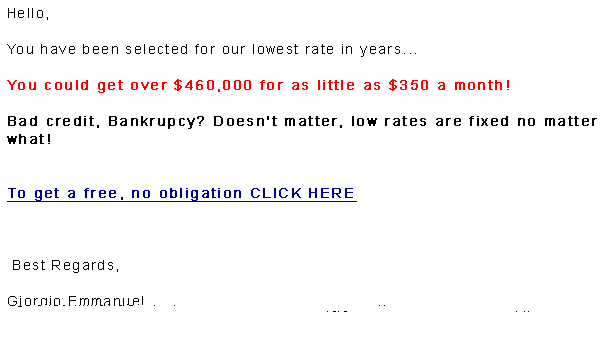 Hello,
You have been selected for our lowest rate in years...
You could get over $460,000 for as little as $350 a month!
Bad credit, Bankrupcy? Doesn't matter, low rates are fixed no matter
what!
To get a free, no obligation CLICK HERE
Best Regards,
Giorgio Emmanuel